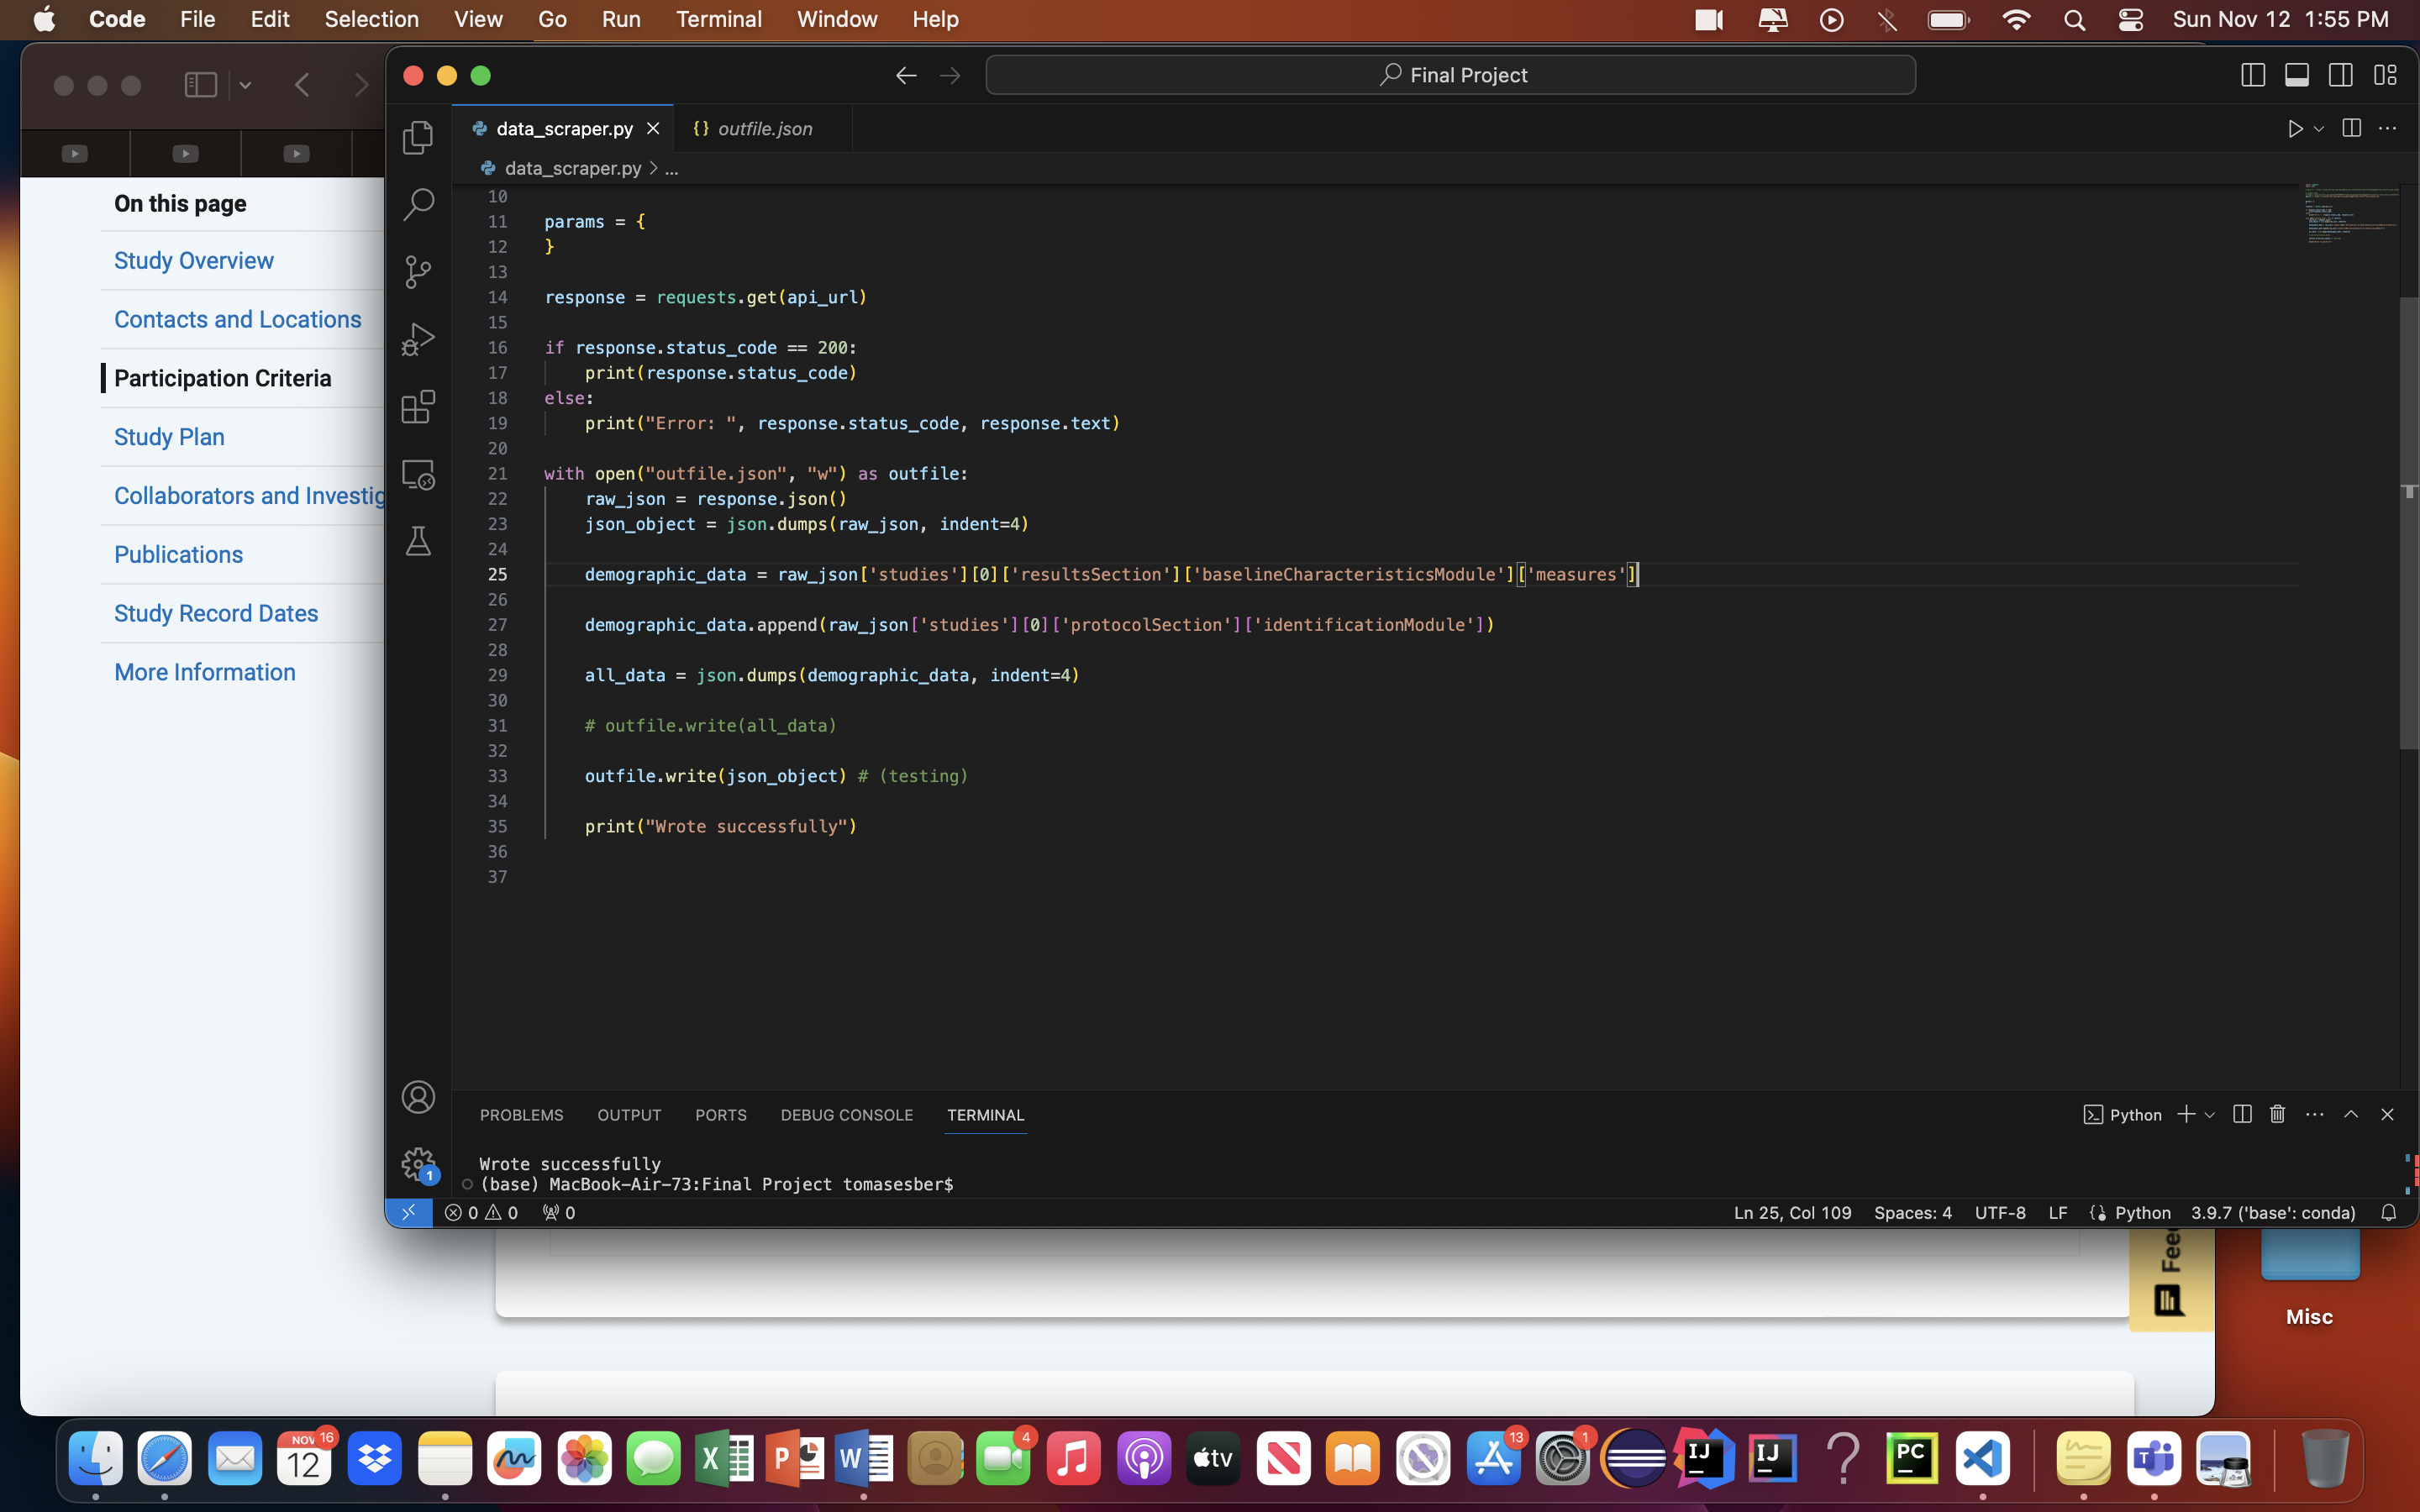 Code File Edit Selection View Go Run Terminal Window Help Sun Nov 12 1:55 PM
Final Project
data_scraper.py outfile.json
data_scraper.py > ...
On this page
Study Overview
Contacts and Locations
Participation Criteria
Study Plan
Collaborators and Investig
Publications
Study Record Dates
More Information
10
11 params = {
12 }
13
14 response = requests.get(api_url)
15
16 if response.status_code == 200:
17 print(response.status_code)
18 else:
19 print("Error: ", response.status_code, response.text)
20
21 with open("outfile.json", "w") as outfile:
22 raw_json = response.json()
23 json_object = json.dumps(raw_json, indent=4)
24
25 demographic_data = raw_json['studies'][0]['resultsSection']['baselineCharacteristicsModule']['measures']
26
27 demographic_data.append(raw_json['studies'][0]['protocolSection']['identificationModule'])
28
29 all_data = json.dumps(demographic_data, indent=4)
30
31 # outfile.write(all_data)
32
33 outfile.write(json_object) # (testing)
34
35 print("Wrote successfully")
36
37
PROBLEMS OUTPUT PORTS DEBUG CONSOLE TERMINAL Python
Wrote successfully
(base) MacBook-Air-73:Final Project tomasesber$
1
0 0 0 Ln 25, Col 109 Spaces: 4 UTF-8 LF Python 3.9.7 ('base': conda)
Fee
Misc
NOV 16 4 13 1
12 X P W tv IJ IJ ? PC